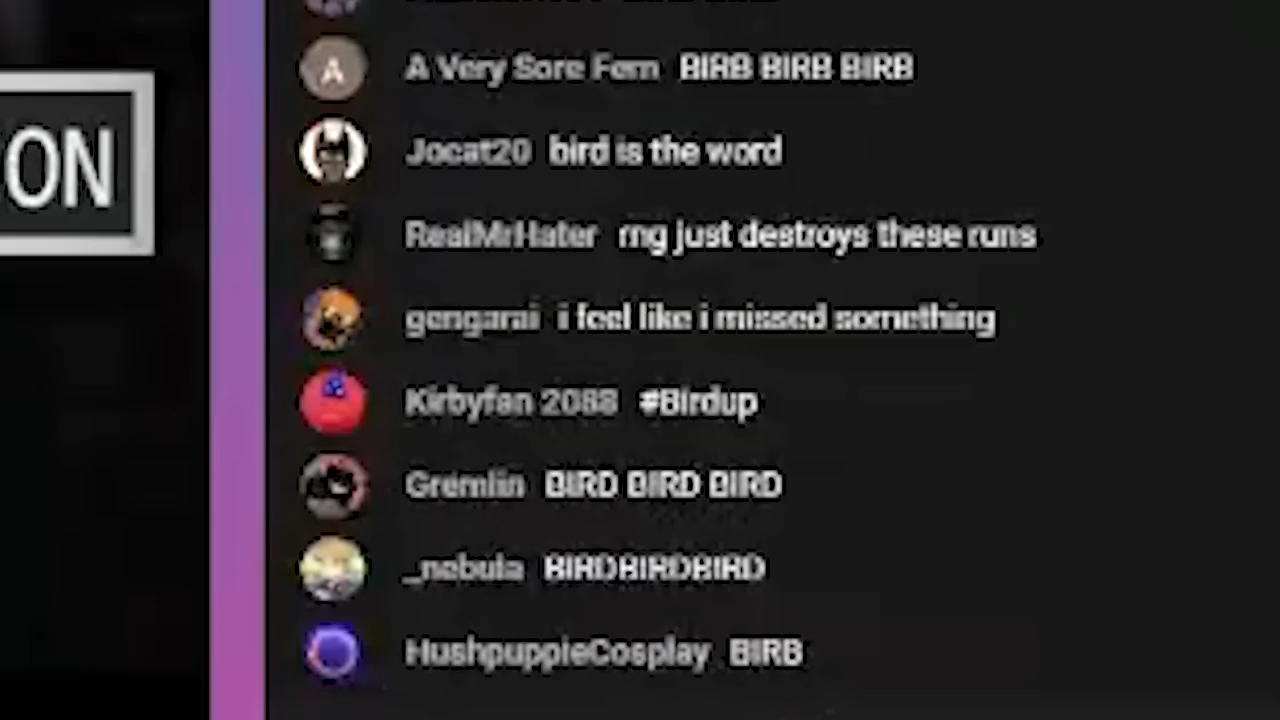 A A Very Sore Fern BIRB BIRB BIRB
ON
Jocat20 bird is the word
RealMrHater rng just destroys these runs
gengarai i feel like i missed something
Kirbyfan 2088 #Birdup
Gremlin BIRD BIRD BIRD
_nebula BIRDBIRDBIRD
HushpuppieCosplay BIRB